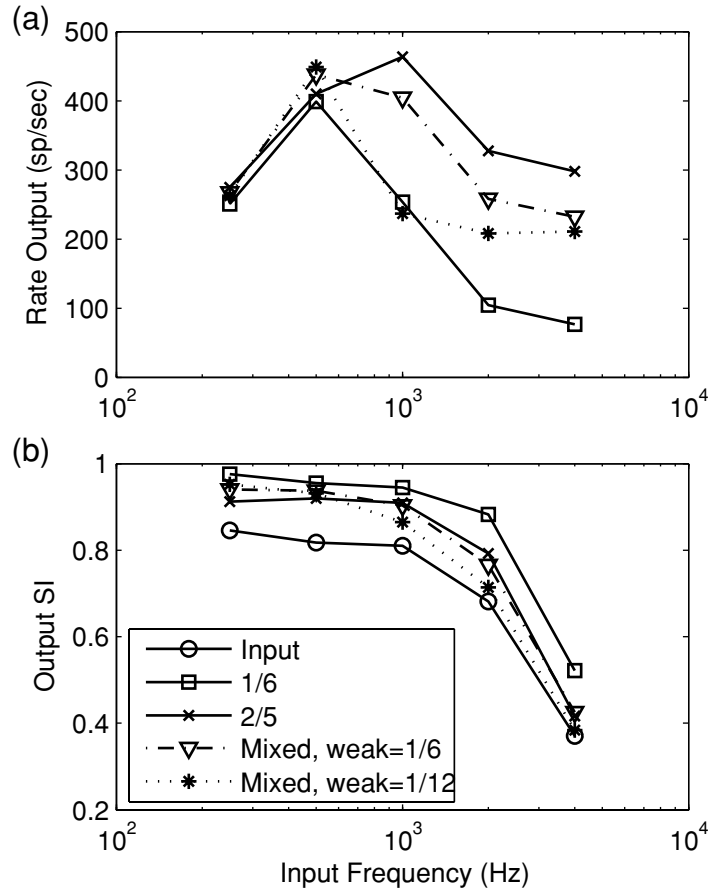 (a)
500
400
300
200
100
0
Rate Output (sp/sec)
10^2
10^3
10^4
(b)
1
0.8
0.6
0.4
0.2
Output SI
Input
1/6
2/5
Mixed, weak=1/6
Mixed, weak=1/12
10^2
10^3
10^4
Input Frequency (Hz)